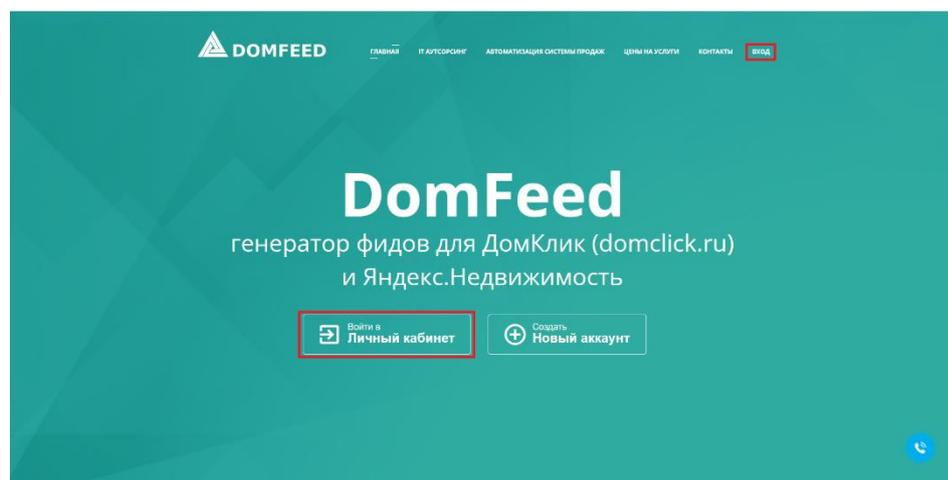 DOMFEED
ГЛАВНАЯ IT АУТСОРСИНГ АВТОМАТИЗАЦИЯ СИСТЕМЫ ПРОДАЖ ЦЕНЫ НА УСЛУГИ КОНТАКТЫ ВХОД
DomFeed
генератор фидов для ДомКлик (domclick.ru)
и Яндекс.Недвижимость
Войти в
Личный кабинет
Создать
Новый аккаунт